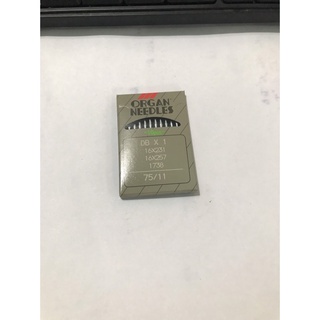 ORGAN
NEEDLES
DB X 1
16X231
16X257
1738
75/11